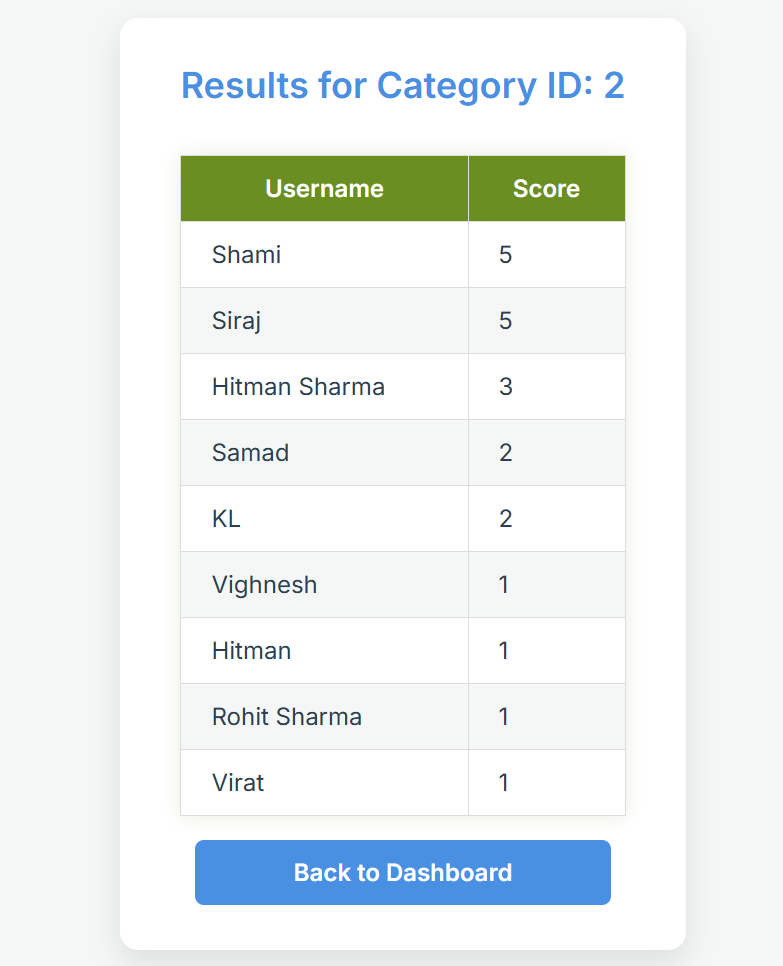 Results for Category ID: 2
Username Score
Shami 5
Siraj 5
Hitman Sharma 3
Samad 2
KL 2
Vighnesh 1
Hitman 1
Rohit Sharma 1
Virat 1
Back to Dashboard